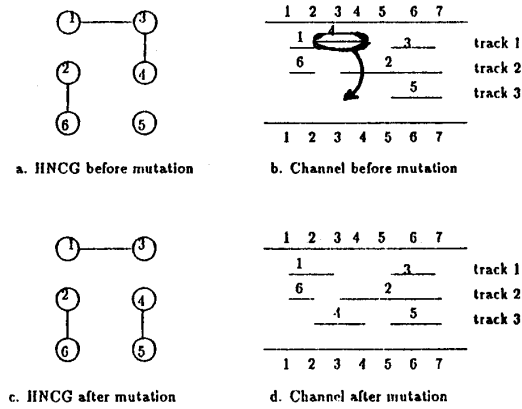 1 3
2 4
6 5
a. HNCG before mutation
1 2 3 4 5 6 7
4
1 3 track 1
6 2 track 2
5 track 3
1 2 3 4 5 6 7
b. Channel before mutation
1 3
2 4
6 5
c. HNCG after mutation
1 2 3 4 5 6 7
1 3 track 1
6 2 track 2
4 5 track 3
1 2 3 4 5 6 7
d. Channel after mutation